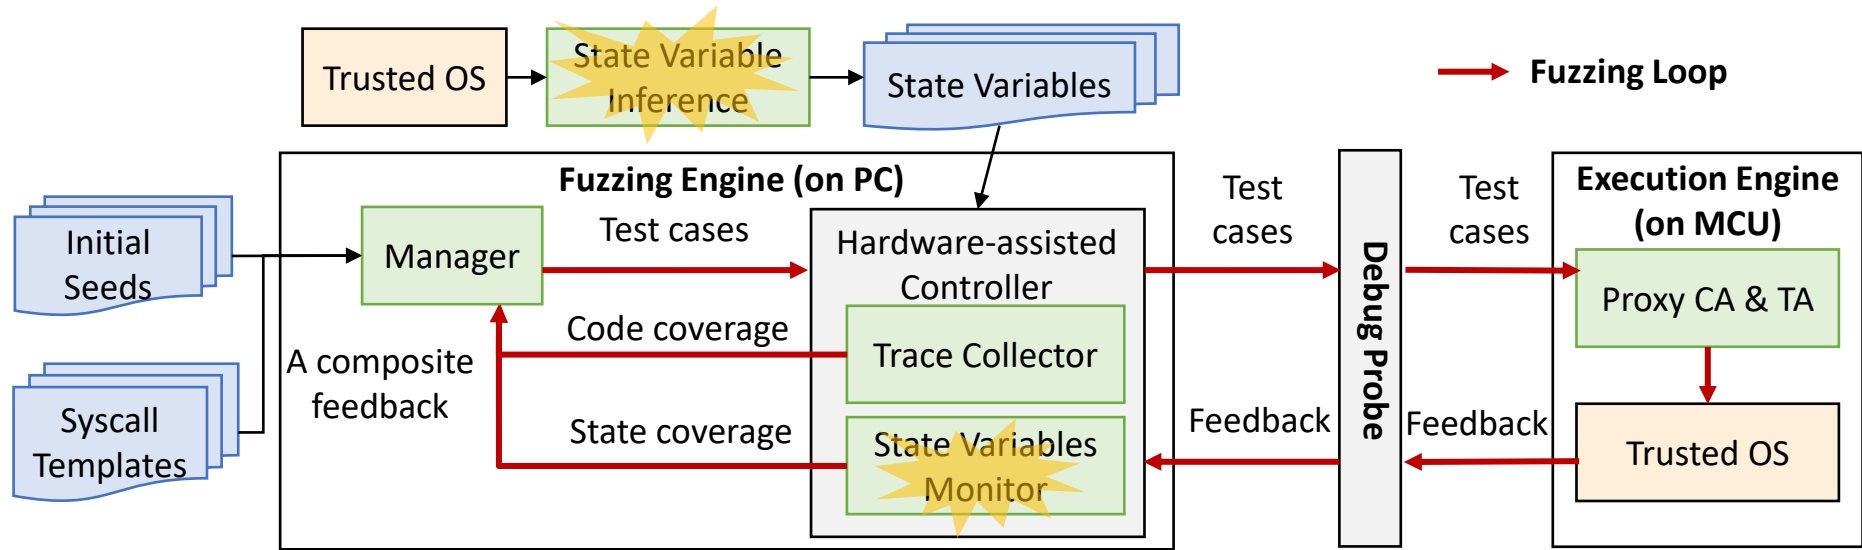 Trusted OS
State Variable
Inference
State Variables
Fuzzing Loop
Fuzzing Engine (on PC)
Initial
Seeds
Syscall
Templates
Manager
Test cases
Code coverage
A composite
feedback
State coverage
Hardware-assisted
Controller
Trace Collector
State Variables
Monitor
Test
cases
Feedback
Debug Probe
Test
cases
Feedback
Execution Engine
(on MCU)
Proxy CA & TA
Trusted OS